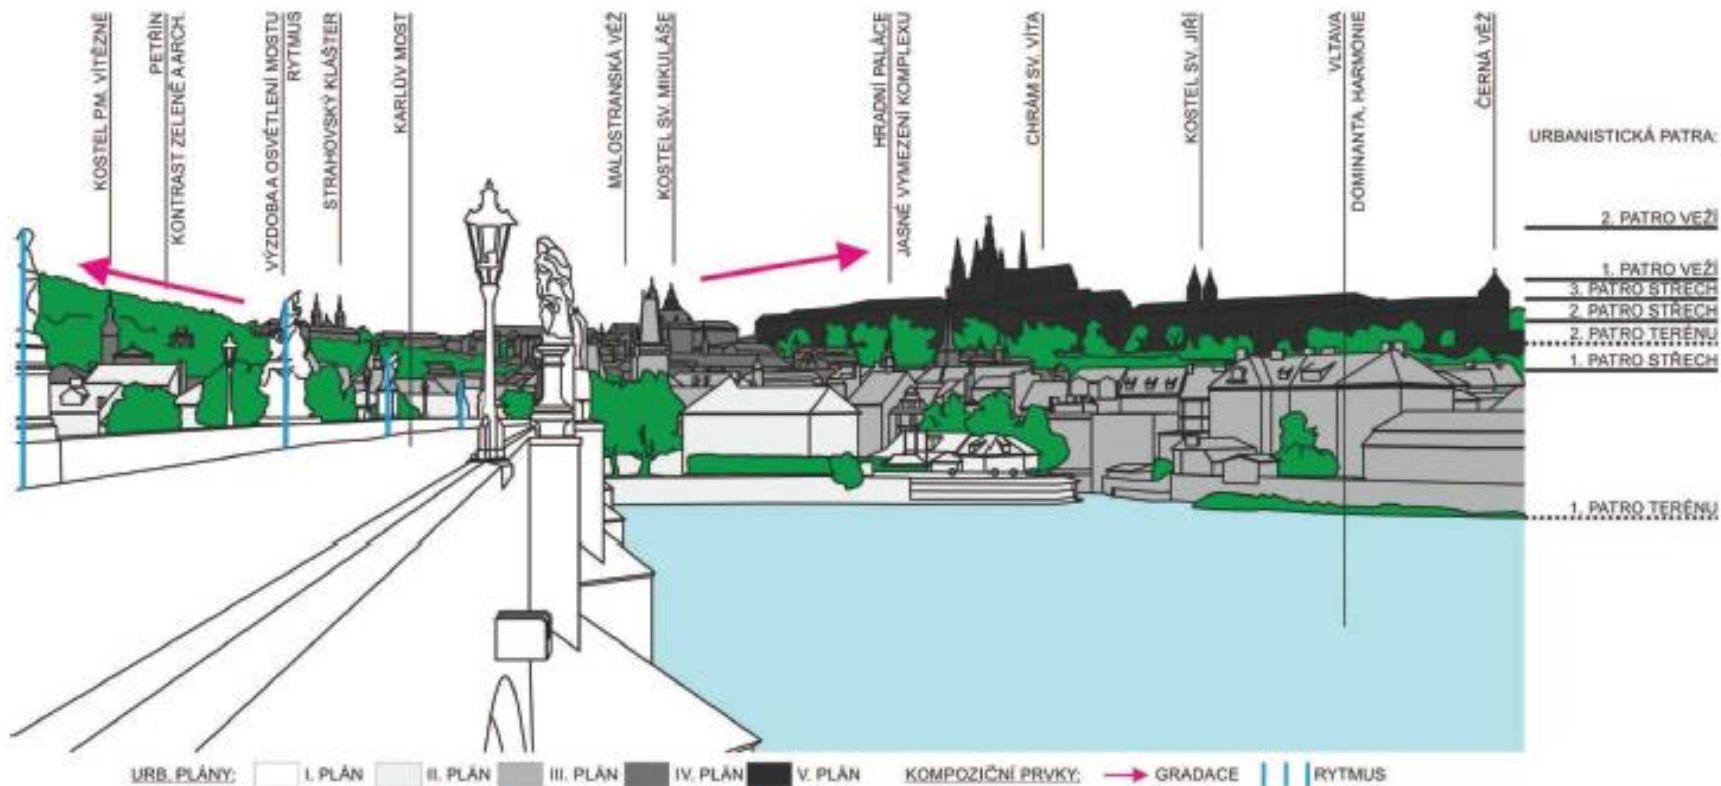 KOSTEL P.M. VÍTĚZNÉ
PETŘÍN
KONTRAST ZELENĚ A ARCH.
VÝZDOBA A OSVĚTLENÍ MOSTU
RYTMUS
STRAHOVSKÝ KLÁŠTER
KARLŮV MOST
MALOSTRANSKÁ VĚŽ
KOSTEL SV. MIKULÁŠE
HRADNÍ PALÁCE
JASNÉ VYMEZENÍ KOMPLEXU
CHRÁM SV. VÍTA
KOSTEL SV. JIŘÍ
VLTAVA
DOMINANTA, HARMONIE
ČERNÁ VĚŽ
URBANISTICKÁ PATRA:
2. PATRO VEŽÍ
1. PATRO VEŽÍ
3. PATRO STŘECH
2. PATRO STŘECH
2. PATRO TERÉNU
1. PATRO STŘECH
1. PATRO TERÉNU
URB. PLÁNY: I. PLÁN II. PLÁN III. PLÁN IV. PLÁN V. PLÁN KOMPOZIČNÍ PRVKY: GRADACE RYTMUS